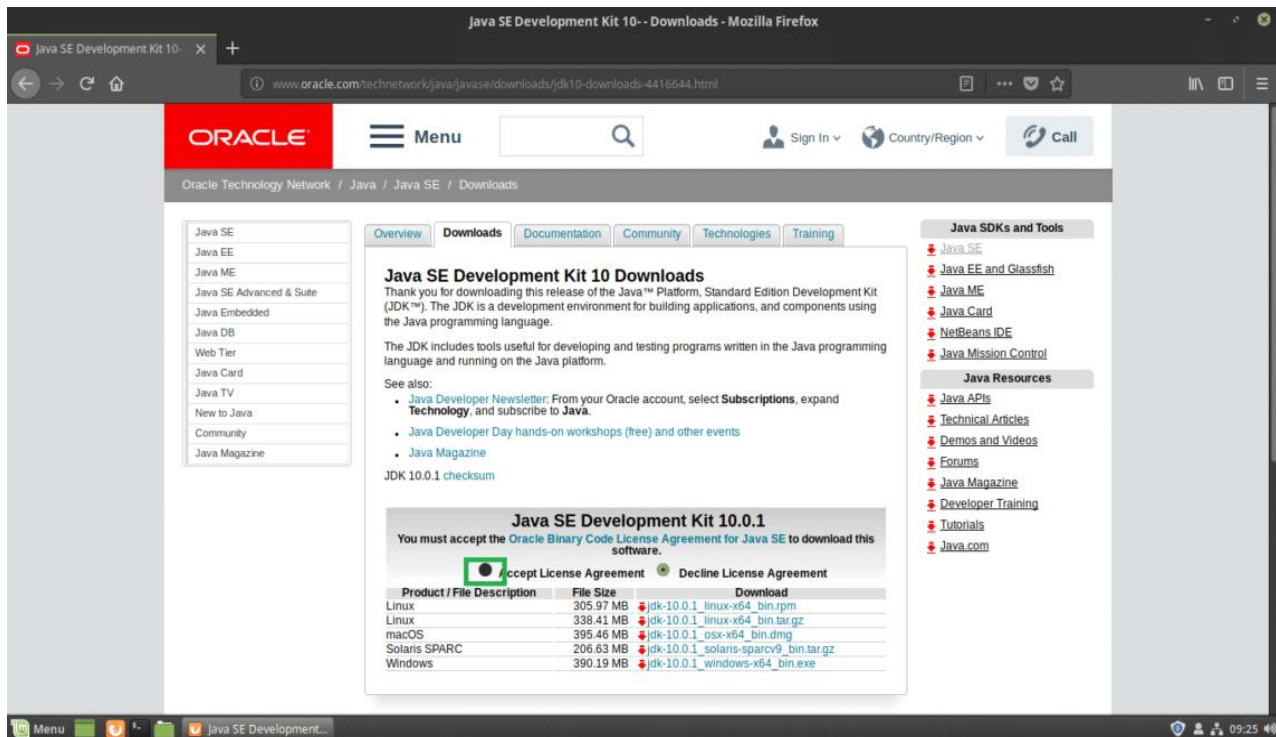 Java SE Development Kit 10- - Downloads - Mozilla Firefox
Java SE Development Kit 10-
www.oracle.com/technetwork/java/javase/downloads/jdk10-downloads-4416644.html
ORACLE
Menu
Sign In
Country/Region
Call
Oracle Technology Network / Java / Java SE / Downloads
Java SE
Java EE
Java ME
Java SE Advanced & Suite
Java Embedded
Java DB
Web Tier
Java Card
Java TV
New to Java
Community
Java Magazine
Overview Downloads Documentation Community Technologies Training
Java SE Development Kit 10 Downloads
Thank you for downloading this release of the Java™ Platform, Standard Edition Development Kit
(JDK™). The JDK is a development environment for building applications, and components using
the Java programming language.
The JDK includes tools useful for developing and testing programs written in the Java programming
language and running on the Java platform.
See also:
• Java Developer Newsletter: From your Oracle account, select Subscriptions, expand
Technology, and subscribe to Java.
• Java Developer Day hands-on workshops (free) and other events
• Java Magazine
JDK 10.0.1 checksum
Java SE Development Kit 10.0.1
You must accept the Oracle Binary Code License Agreement for Java SE to download this
software.
Accept License Agreement Decline License Agreement
Product / File Description File Size Download
Linux 305.97 MB jdk-10.0.1_linux-x64_bin.rpm
Linux 338.41 MB jdk-10.0.1_linux-x64_bin.tar.gz
macOS 395.46 MB jdk-10.0.1_osx-x64_bin.dmg
Solaris SPARC 206.63 MB jdk-10.0.1_solaris-sparcv9_bin.tar.gz
Windows 390.19 MB jdk-10.0.1_windows-x64_bin.exe
Java SDKs and Tools
Java SE
Java EE and Glassfish
Java ME
Java Card
NetBeans IDE
Java Mission Control
Java Resources
Java APIs
Technical Articles
Demos and Videos
Forums
Java Magazine
Developer Training
Tutorials
Java.com
Menu
Java SE Development...
09:25